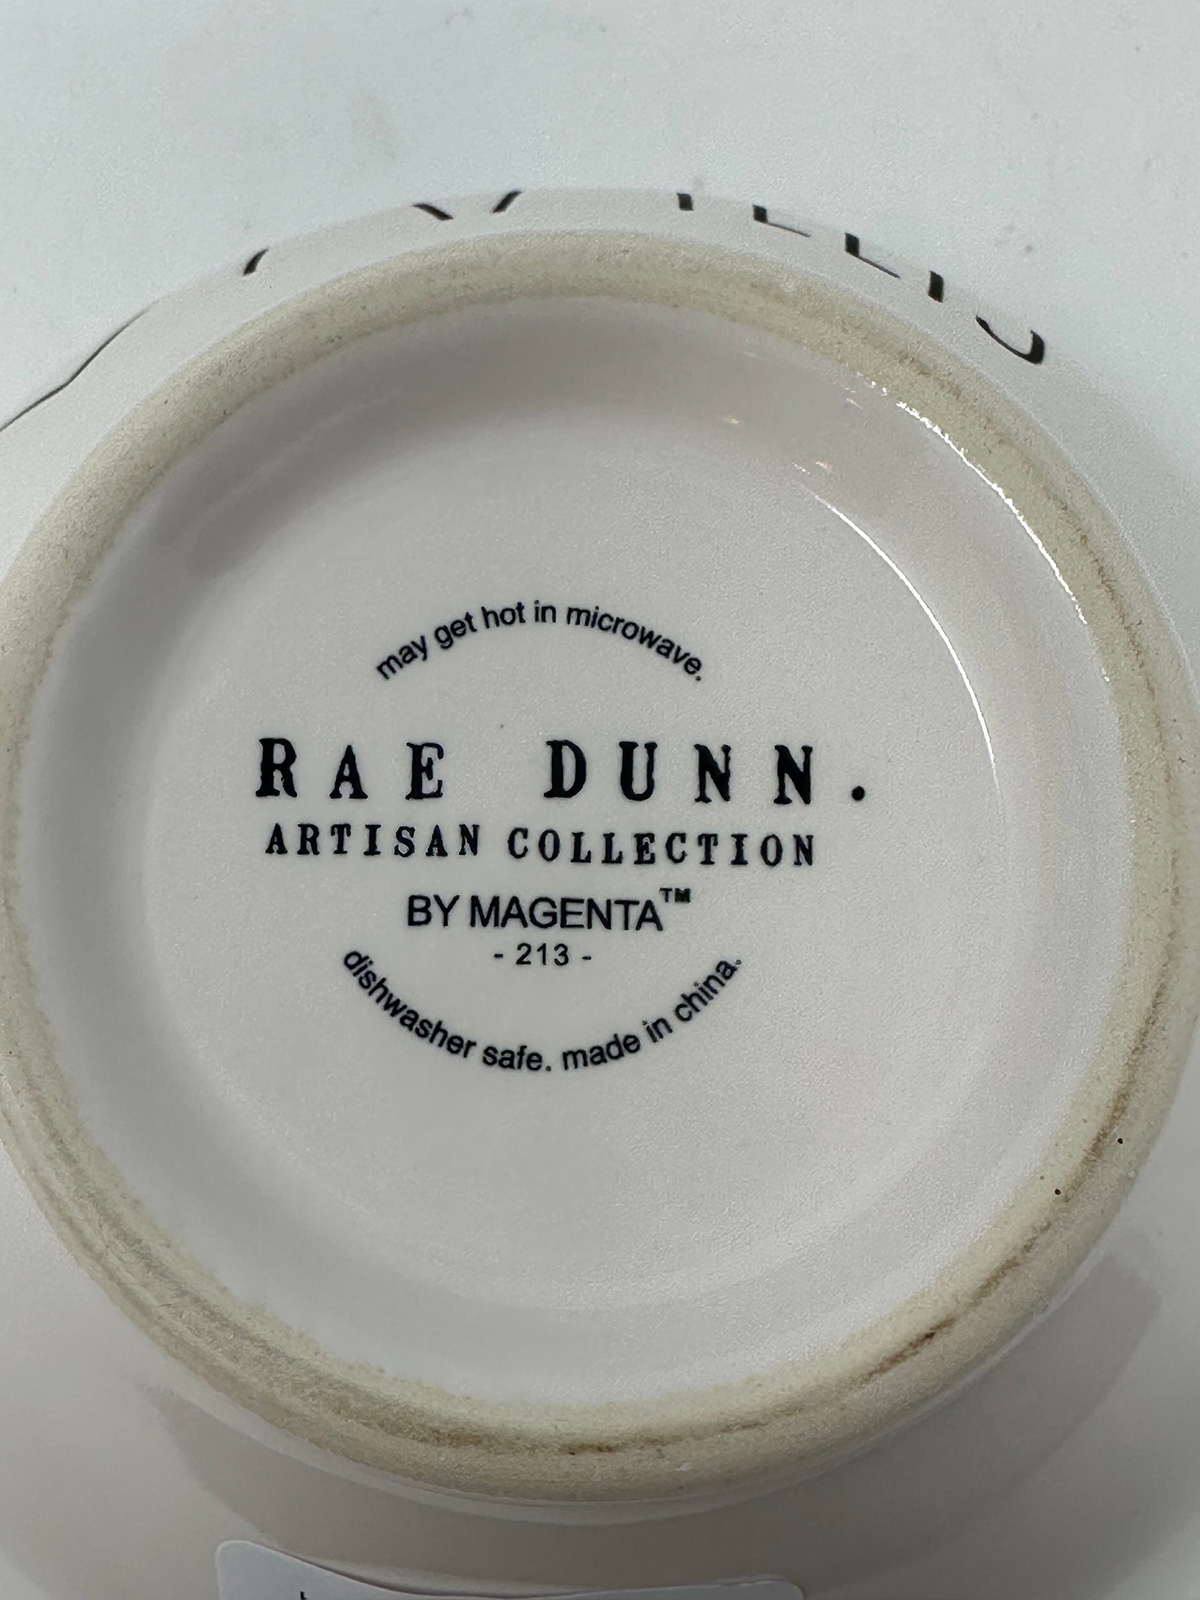 may get hot in microwave.
RAE DUNN.
ARTISAN COLLECTION
BY MAGENTA™
- 213 -
dishwasher safe. made in china.